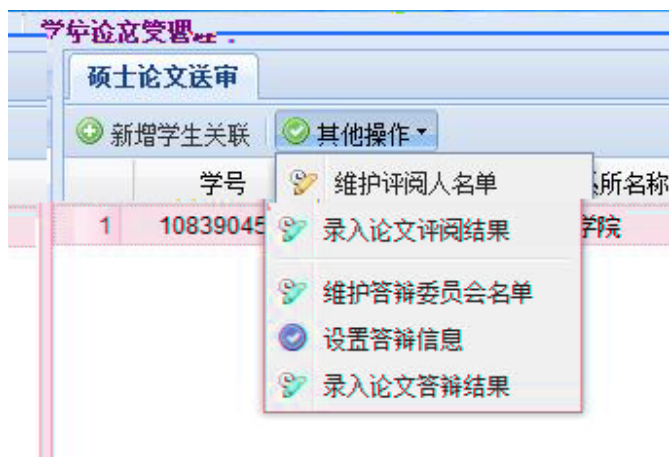 硕士论文送审
新增学生关联 其他操作
学号 所名称
维护评阅人名单
1 10839045 学院
录入论文评阅结果
维护答辩委员会名单
设置答辩信息
录入论文答辩结果